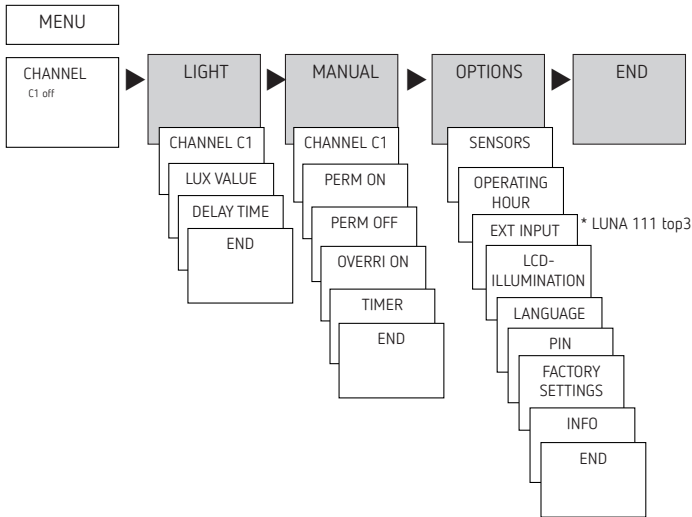 MENU
CHANNEL
C1 off
LIGHT
CHANNEL C1
LUX VALUE
DELAY TIME
END
MANUAL
CHANNEL C1
PERM ON
PERM OFF
OVERRI ON
TIMER
END
OPTIONS
SENSORS
OPERATING
HOUR
EXT INPUT
* LUNA 111 top3
LCD-
ILLUMINATION
LANGUAGE
PIN
FACTORY
SETTINGS
INFO
END
END